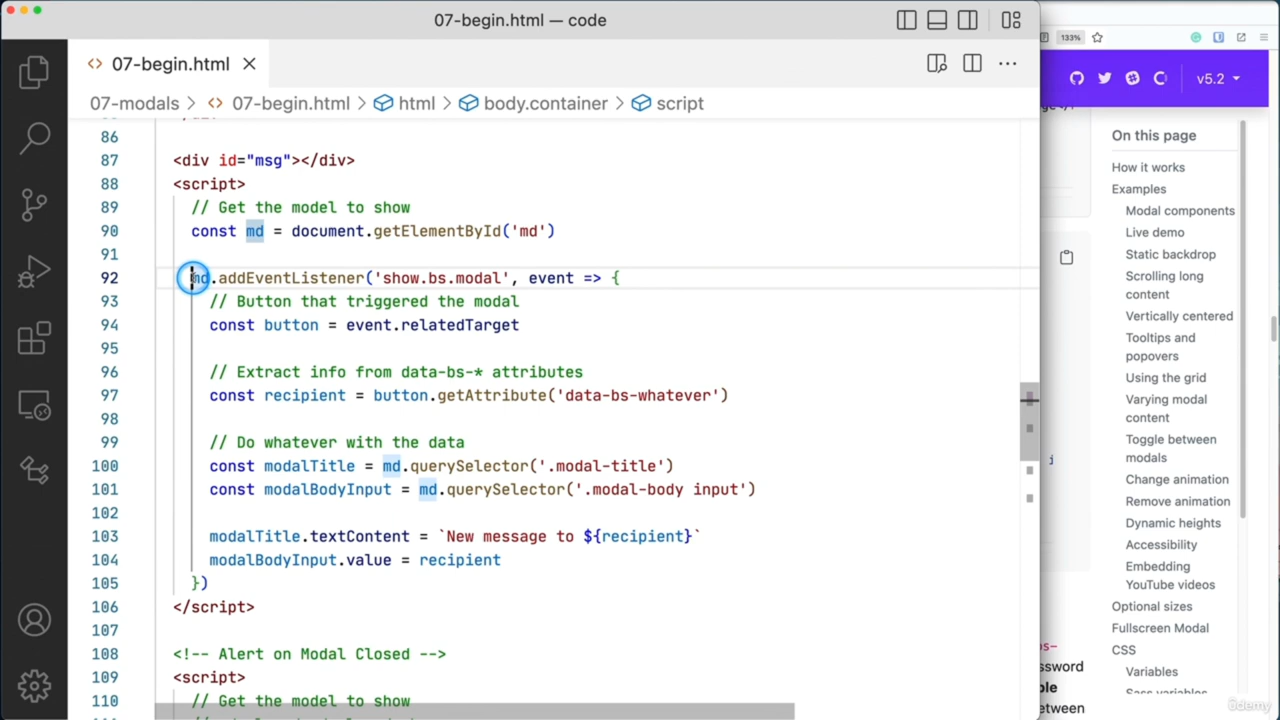 07-begin.html — code
07-begin.html
07-modals > 07-begin.html > html > body.container > script
86
87 <div id="msg"></div>
88 <script>
89 // Get the model to show
90 const md = document.getElementById('md')
91
92 md.addEventListener('show.bs.modal', event => {
93 // Button that triggered the modal
94 const button = event.relatedTarget
95
96 // Extract info from data-bs-* attributes
97 const recipient = button.getAttribute('data-bs-whatever')
98
99 // Do whatever with the data
100 const modalTitle = md.querySelector('.modal-title')
101 const modalBodyInput = md.querySelector('.modal-body input')
102
103 modalTitle.textContent = `New message to ${recipient}`
104 modalBodyInput.value = recipient
105 })
106 </script>
107
108 <!-- Alert on Modal Closed -->
109 <script>
110 // Get the model to show
133%
v5.2
On this page
How it works
Examples
Modal components
Live demo
Static backdrop
Scrolling long
content
Vertically centered
Tooltips and
popovers
Using the grid
Varying modal
content
Toggle between
modals
Change animation
Remove animation
Dynamic heights
Accessibility
Embedding
YouTube videos
Optional sizes
Fullscreen Modal
CSS
Variables
Sass variables
i
os-
ssword
ble
etween
ûdemy